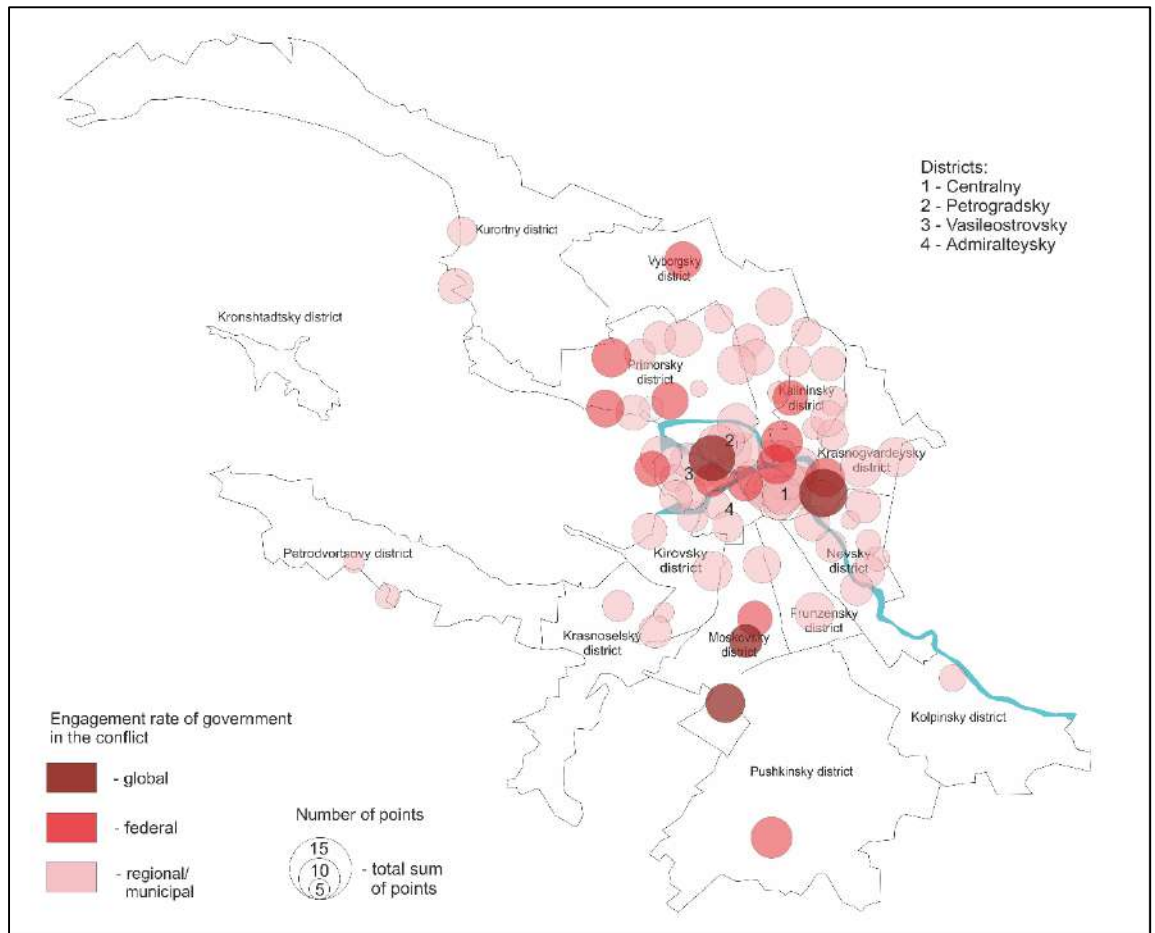 Districts:
1 - Centralny
2 - Petrogradsky
3 - Vasileostrovsky
4 - Admiralteysky
Kurortny district
Vyborgsky
district
Kronshtadtsky district
Primorsky
district
Kalininsky
district
2
Krasnogvardeysky
district
3
1
4
Petrodvortsovy district
Kirovsky
district
Nevsky
district
Frunzensky
district
Krasnoselsky
district
Moskovsky
district
Kolpinsky district
Pushkinsky district
Engagement rate of government
in the conflict
- global
- federal
- regional/
municipal
Number of points
15
10
5
- total sum
of points